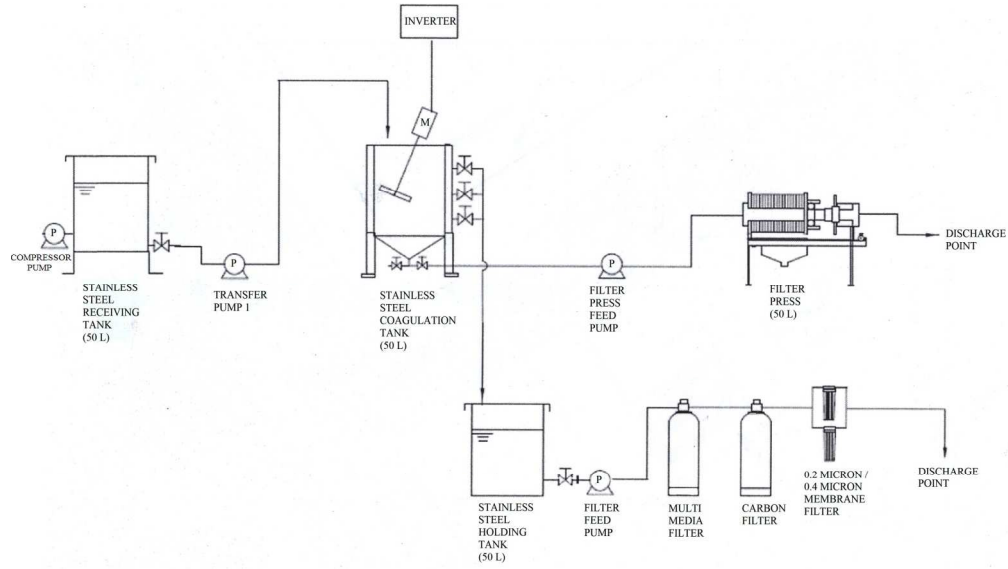 INVERTER
M
P
COMPRESSOR
PUMP
STAINLESS
STEEL
RECEIVING
TANK
(50 L)
P
TRANSFER
PUMP 1
STAINLESS
STEEL
COAGULATION
TANK
(50 L)
P
FILTER
PRESS
FEED
PUMP
FILTER
PRESS
(50 L)
DISCHARGE
POINT
STAINLESS
STEEL
HOLDING
TANK
(50 L)
P
FILTER
FEED
PUMP
MULTI
MEDIA
FILTER
CARBON
FILTER
0.2 MICRON /
0.4 MICRON
MEMBRANE
FILTER
DISCHARGE
POINT